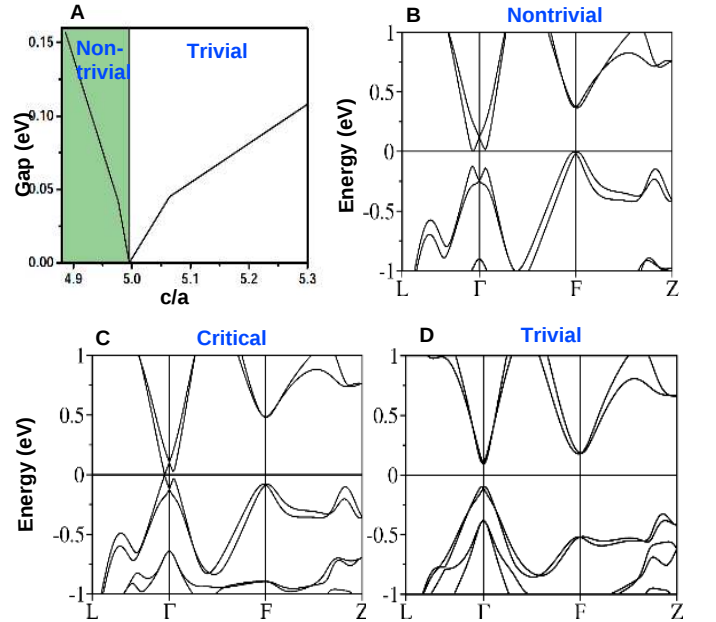 A
Non-
trivial
Trivial
0.15
0.10
0.05
0.00
Gap (eV)
4.9
5.0
5.1
5.2
5.3
c/a
B
Nontrivial
1
0.5
0
-0.5
-1
Energy (eV)
L
Γ
F
Z
C
Critical
1
0.5
0
-0.5
-1
Energy (eV)
L
Γ
F
Z
D
Trivial
1
0.5
0
-0.5
-1
L
Γ
F
Z